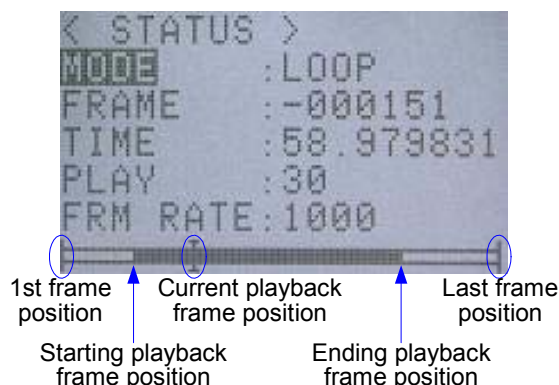 < STATUS >
MODE :LOOP
FRAME :-000151
TIME :58.979831
PLAY :30
FRM RATE:1000
1st frame position
Current playback frame position
Last frame position
Starting playback frame position
Ending playback frame position